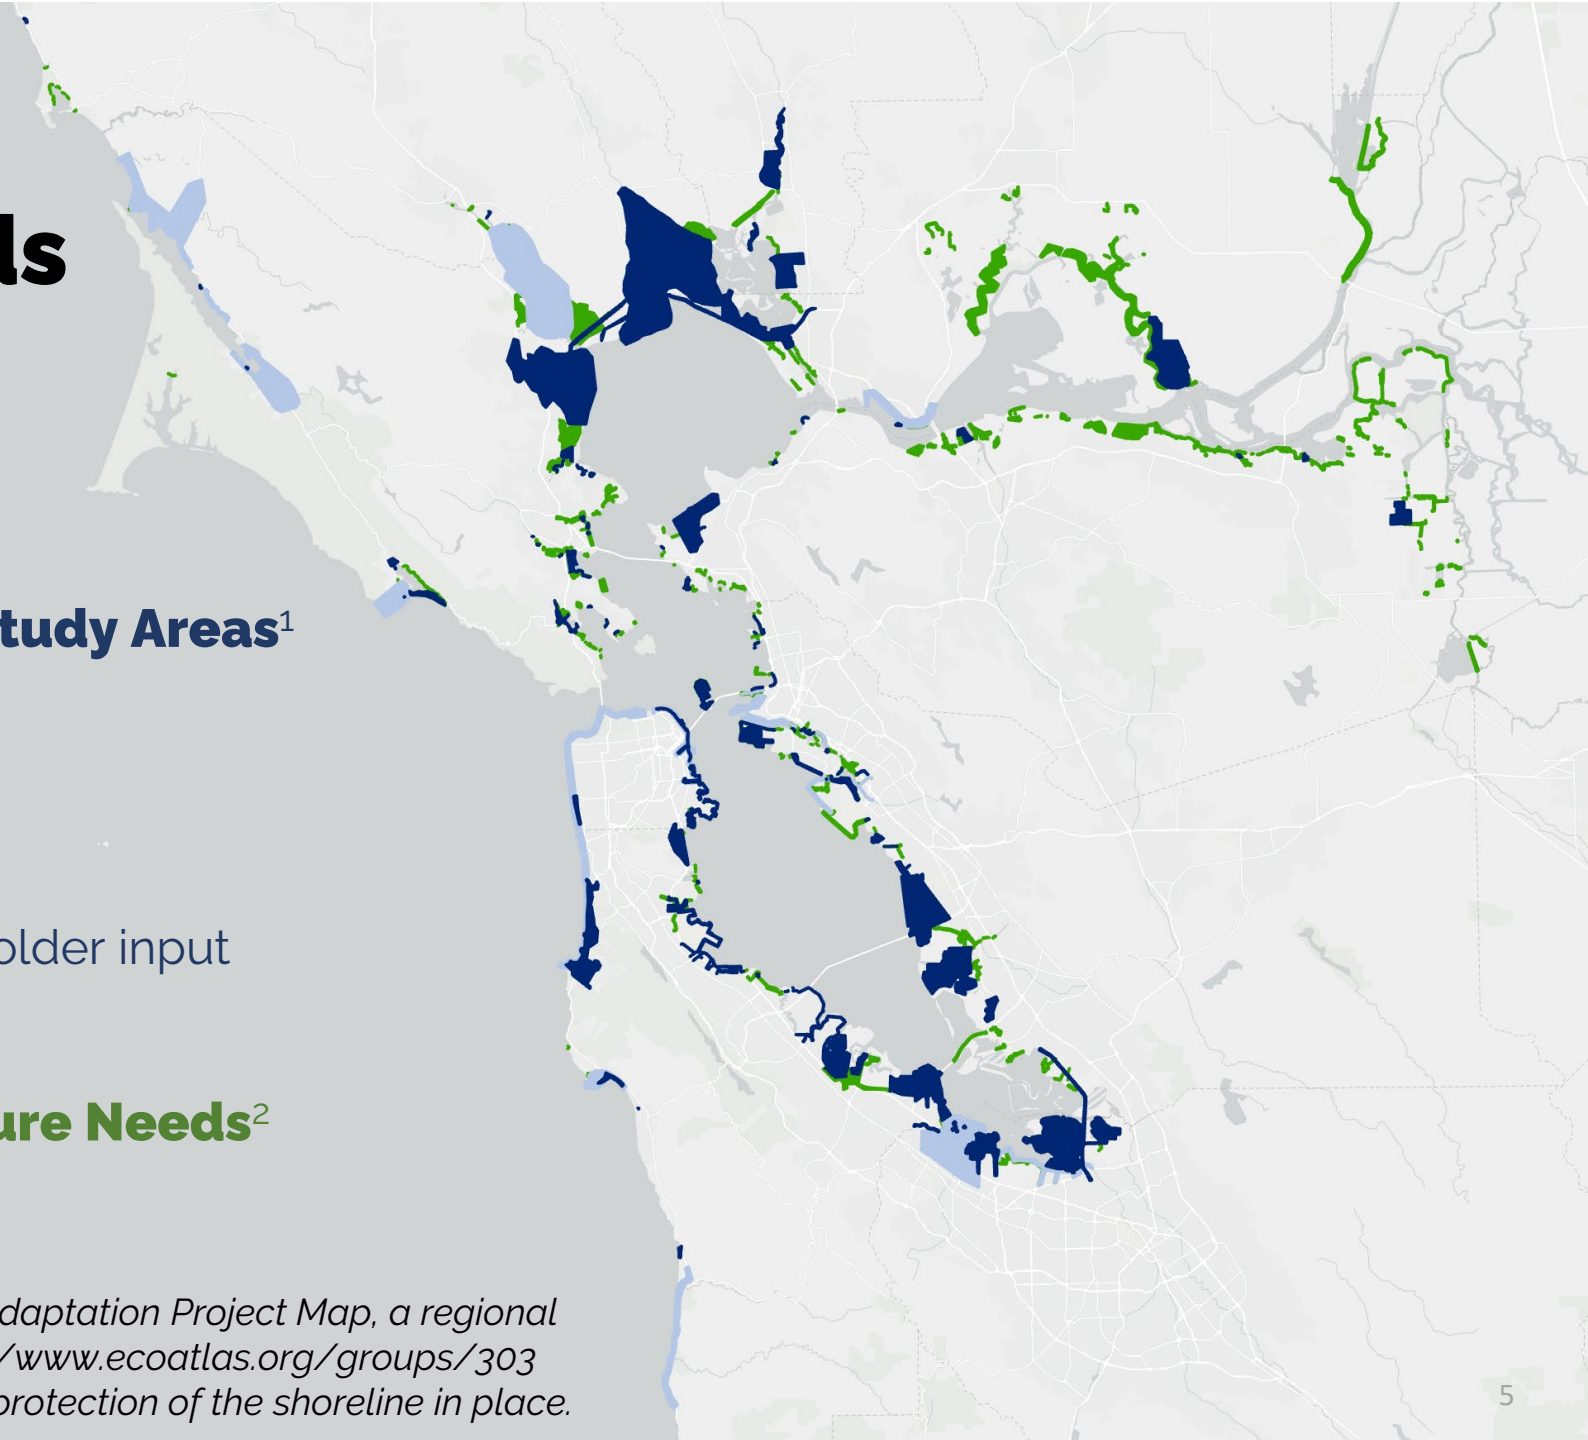 ls
tudy Areas¹
older input
ure Needs²
daptation Project Map, a regional
/www.ecoatlas.org/groups/303
protection of the shoreline in place.
5